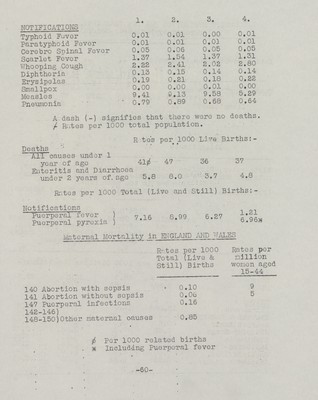 1. 2. 3. 4.
NOTIFICATIONS
Typhoid Fever 0.01 0.01 0.00 0.01
Paratyphoid Fever 0.01 0.01 0.01 0.01
Cerebro Spinal Fever 0.05 0.06 0.05 0.05
Scarlet Fever 1.37 1.54 1.37 1.31
Whooping Cough 2.22 2.41 2.02 2.80
Diphtheria 0.13 0.15 0.14 0.14
Erysipelas 0.19 0.21 0.18 0.22
Smallpox 0.00 0.00 0.01 0.00
Measles 9.41 9.13 9.58 5.29
Pneumonia 0.79 0.89 0.68 0.64
A dash (-) signifies that there were no deaths.
Rates per 1000 total population.
Rates per 1000 Live Births:-
Deaths
All causes under 1
year of age 41ø 47 36 37
Enteritis and Diarrhoea
under 2 years of age 5.8 8.0 3.7 4.8
Rates per 1000 Total (Live and Still) Births:-
Notifications
Puerperal fever ) 1.21
Puerperal pyrexia ) 7.16 8.99 6.27 6.96x
Maternal Mortality in ENGLAND AND WALES
Rates per 1000 Rates per
Total (Live & million
Still) Births women aged
15-44
140 Abortion with sepsis 0.10 9
141 Abortion without sepsis 5
147 Puerperal infections 0.16
142-146)
148-150)Other maternal causes 0.85
ø Per 1000 related births
x Including Puerperal fever
-60-